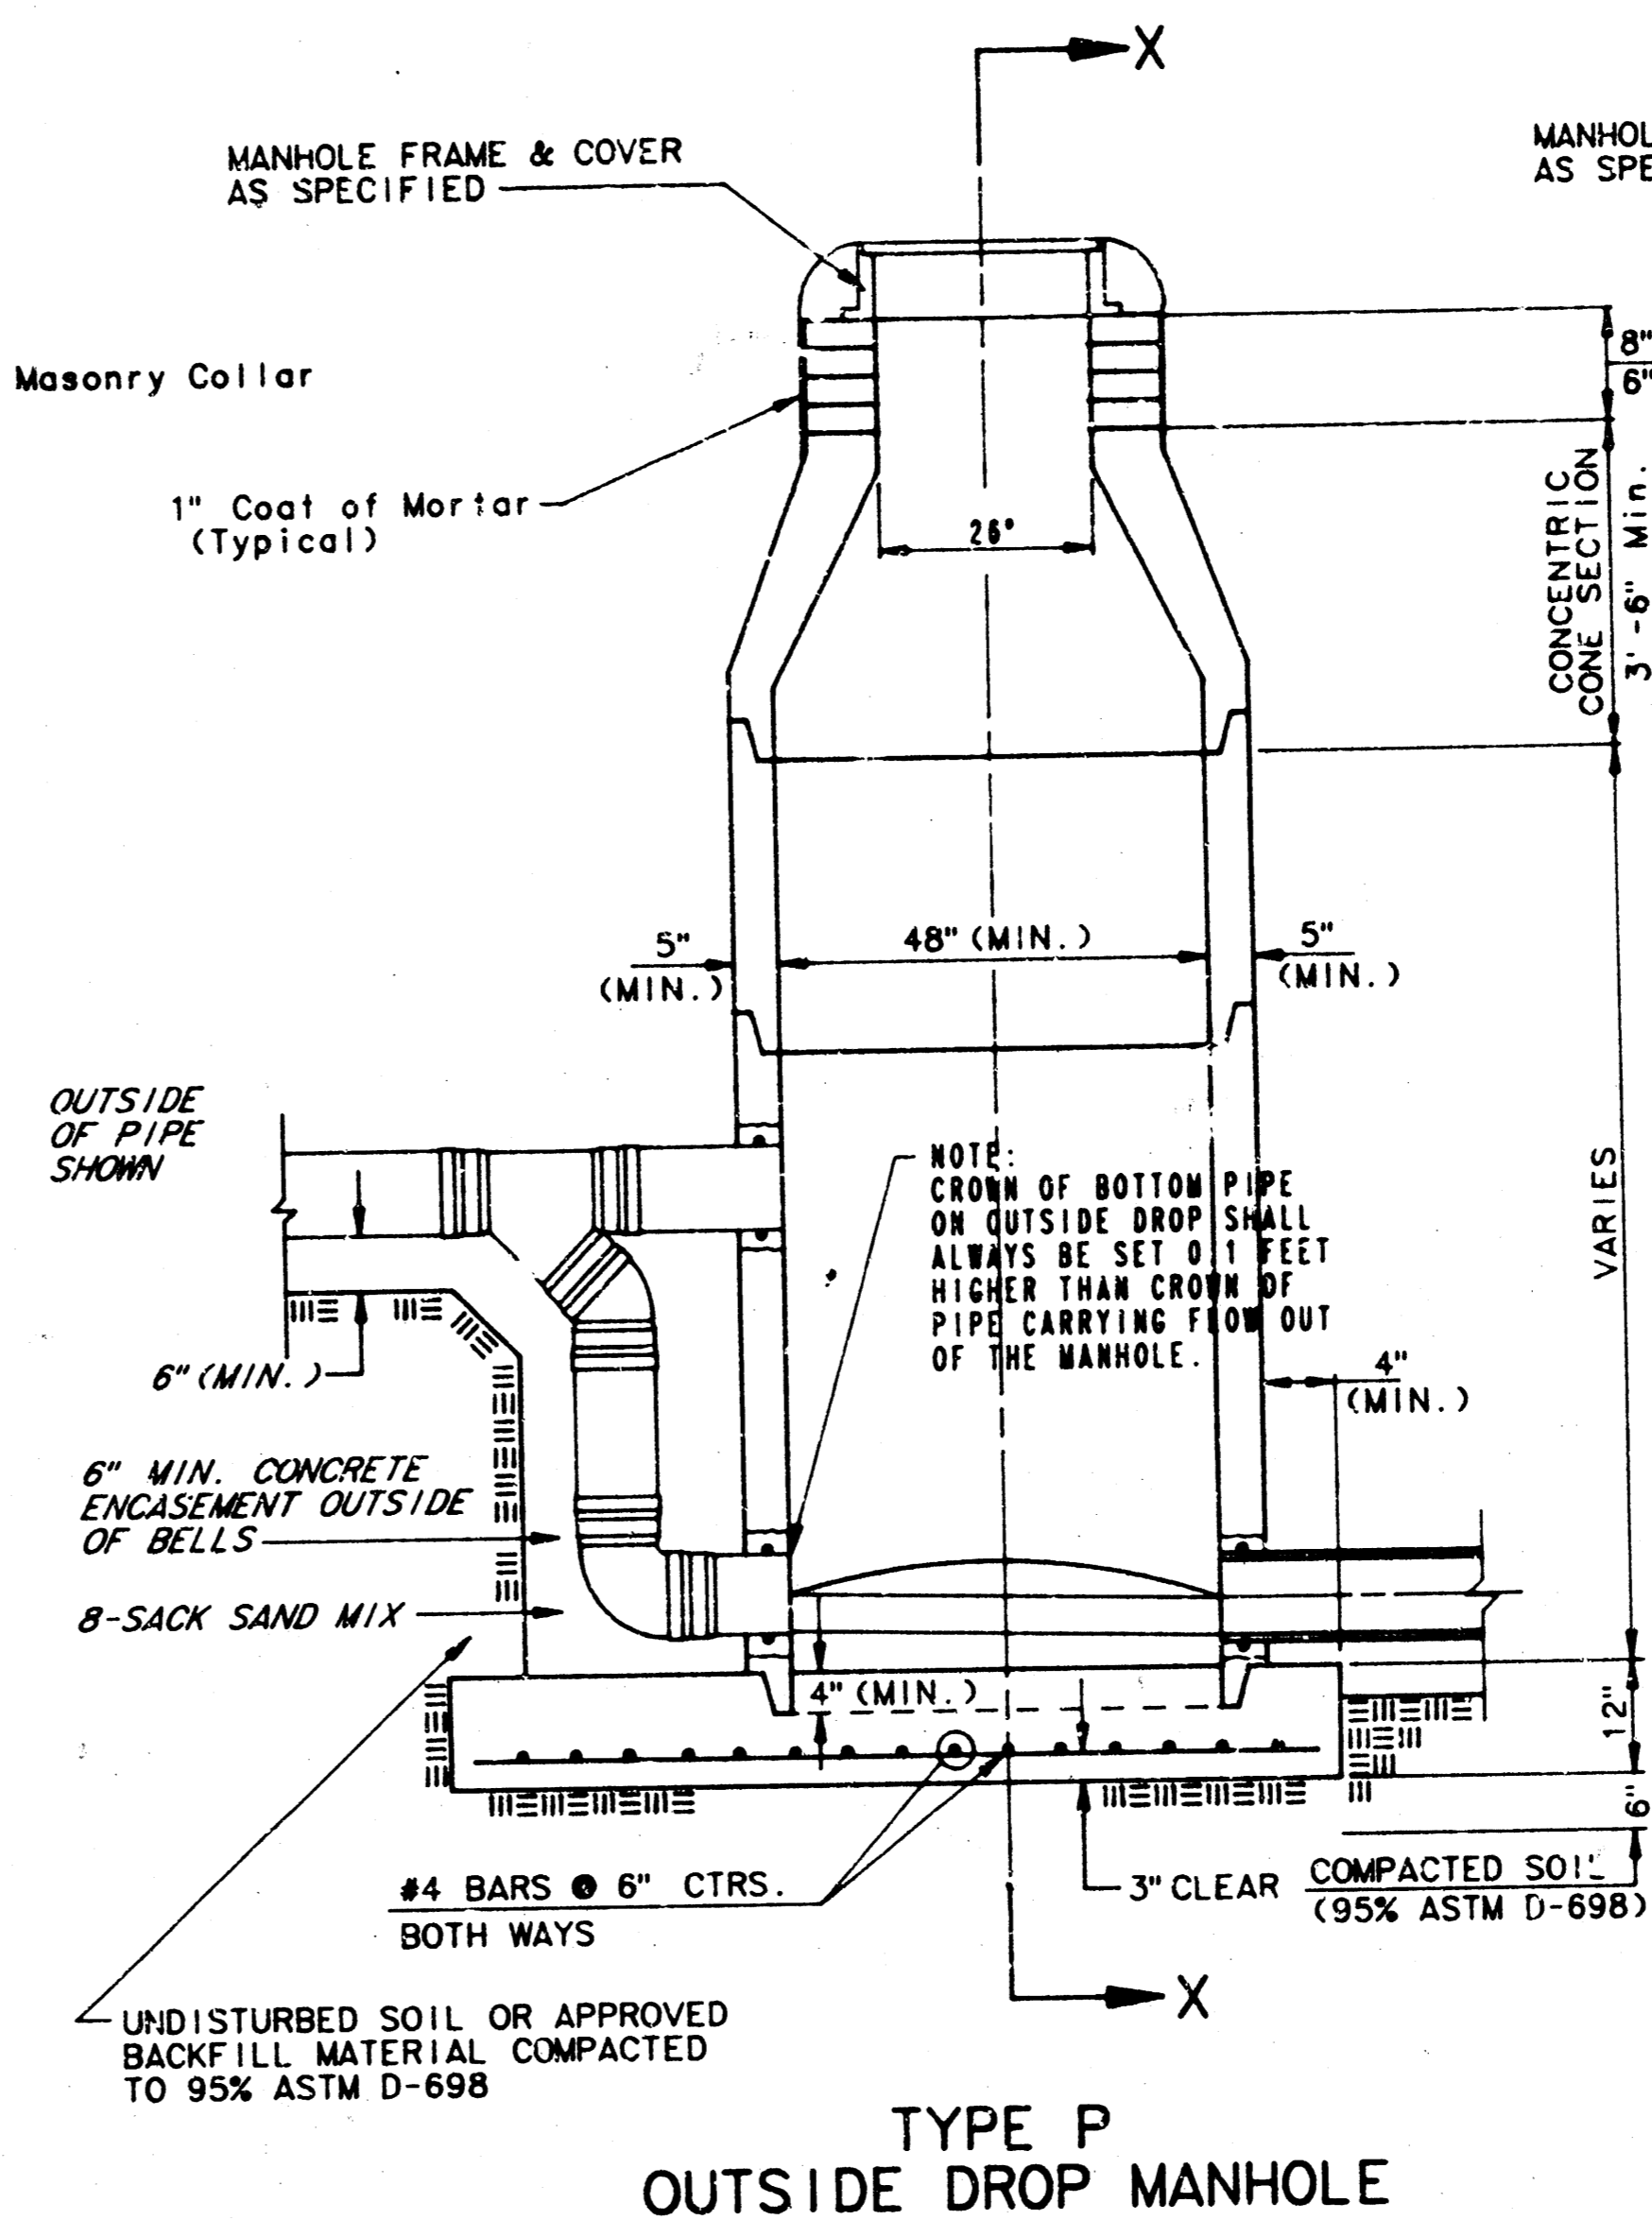 X
MANHOLE FRAME & COVER
AS SPECIFIED
MANHOL
AS SPE
8"
6"
Masonry Collar
1" Coat of Mortar
(Typical)
26"
CONCENTRIC
CONE SECTION
3'-6" Min.
5"
(MIN.)
48" (MIN.)
5"
(MIN.)
OUTSIDE
OF PIPE
SHOWN
NOTE:
CROWN OF BOTTOM PIPE
ON OUTSIDE DROP SHALL
ALWAYS BE SET 0 1 FEET
HIGHER THAN CROWN OF
PIPE CARRYING FLOW OUT
OF THE MANHOLE.
VARIES
6" (MIN.)
4"
(MIN.)
6" MIN. CONCRETE
ENCASEMENT OUTSIDE
OF BELLS
8-SACK SAND MIX
4" (MIN.)
12"
6"
#4 BARS @ 6" CTRS.
BOTH WAYS
3" CLEAR
COMPACTED SOIL
(95% ASTM D-698)
X
UNDISTURBED SOIL OR APPROVED
BACKFILL MATERIAL COMPACTED
TO 95% ASTM D-698
TYPE P
OUTSIDE DROP MANHOLE